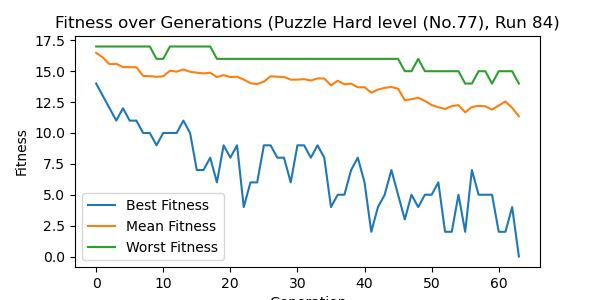 Fitness over Generations (Puzzle Hard level (No.77), Run 84)
Fitness
17.5
15.0
12.5
10.0
7.5
5.0
2.5
0.0
Best Fitness
Mean Fitness
Worst Fitness
0 10 20 30 40 50 60
Generation